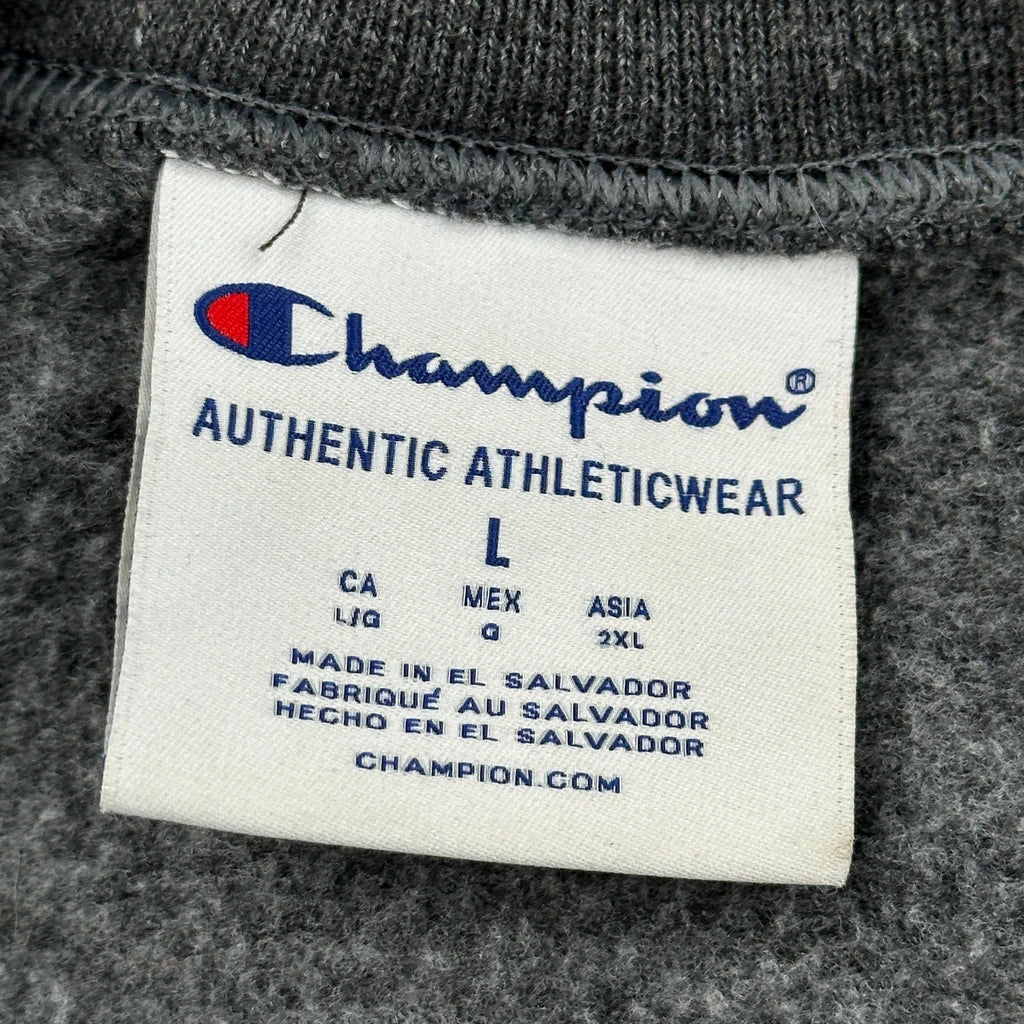 Champion®
AUTHENTIC ATHLETICWEAR
L
CA MEX ASIA
L/G G 2XL
MADE IN EL SALVADOR
FABRIQUÉ AU SALVADOR
HECHO EN EL SALVADOR
CHAMPION.COM